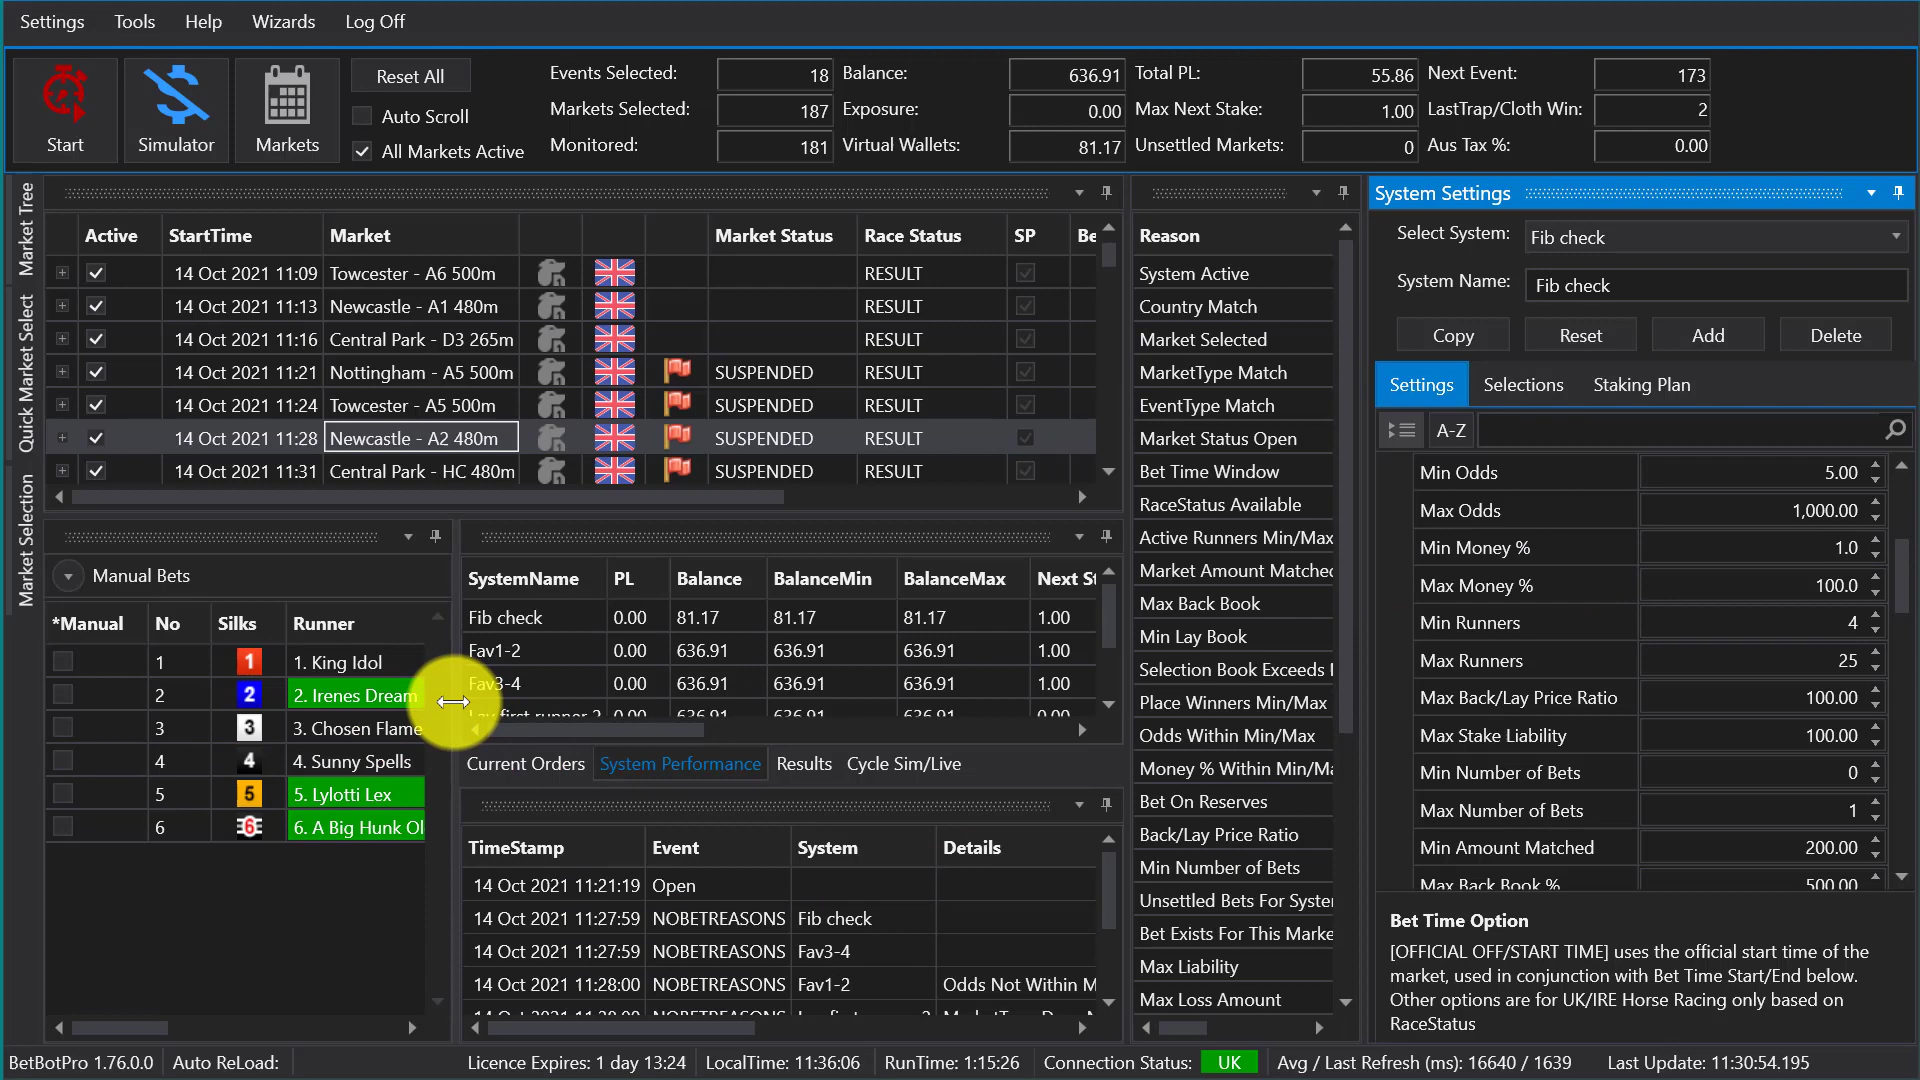 Settings Tools Help Wizards Log Off
Start Simulator Markets
Reset All
Auto Scroll
All Markets Active
Events Selected: 18 Balance: 636.91 Total PL: 55.86 Next Event: 173
Markets Selected: 187 Exposure: 0.00 Max Next Stake: 1.00 LastTrap/Cloth Win: 2
Monitored: 181 Virtual Wallets: 81.17 Unsettled Markets: 0 Aus Tax %: 0.00
Market Tree
Quick Market Select
Market Selection
Active StartTime Market Market Status Race Status SP Be
14 Oct 2021 11:09 Towcester - A6 500m RESULT
14 Oct 2021 11:13 Newcastle - A1 480m RESULT
14 Oct 2021 11:16 Central Park - D3 265m RESULT
14 Oct 2021 11:21 Nottingham - A5 500m SUSPENDED RESULT
14 Oct 2021 11:24 Towcester - A5 500m SUSPENDED RESULT
14 Oct 2021 11:28 Newcastle - A2 480m SUSPENDED RESULT
14 Oct 2021 11:31 Central Park - HC 480m SUSPENDED RESULT
Manual Bets
*Manual No Silks Runner
1 1 1. King Idol
2 2 2. Irenes Dream
3 3 3. Chosen Flame
4 4 4. Sunny Spells
5 5 5. Lylotti Lex
6 6 6. A Big Hunk Ol
SystemName PL Balance BalanceMin BalanceMax Next St
Fib check 0.00 81.17 81.17 81.17 1.00
Fav1-2 0.00 636.91 636.91 636.91 1.00
Fav3-4 0.00 636.91 636.91 636.91 1.00
Lay first runner 2 0.00 636.91 636.91 636.91 0.00
Current Orders System Performance Results Cycle Sim/Live
TimeStamp Event System Details
14 Oct 2021 11:21:19 Open
14 Oct 2021 11:27:59 NOBETREASONS Fib check
14 Oct 2021 11:27:59 NOBETREASONS Fav3-4
14 Oct 2021 11:28:00 NOBETREASONS Fav1-2 Odds Not Within M
Reason
System Active
Country Match
Market Selected
MarketType Match
EventType Match
Market Status Open
Bet Time Window
RaceStatus Available
Active Runners Min/Max
Market Amount Matched
Max Back Book
Min Lay Book
Selection Book Exceeds
Place Winners Min/Max
Odds Within Min/Max
Money % Within Min/Ma
Bet On Reserves
Back/Lay Price Ratio
Min Number of Bets
Unsettled Bets For Syster
Bet Exists For This Marke
Max Liability
Max Loss Amount
System Settings
Select System: Fib check
System Name: Fib check
Copy Reset Add Delete
Settings Selections Staking Plan
A-Z
Min Odds 5.00
Max Odds 1,000.00
Min Money % 1.0
Max Money % 100.0
Min Runners 4
Max Runners 25
Max Back/Lay Price Ratio 100.00
Max Stake Liability 100.00
Min Number of Bets 0
Max Number of Bets 1
Min Amount Matched 200.00
Max Back Book % 500.00
Bet Time Option
[OFFICIAL OFF/START TIME] uses the official start time of the
market, used in conjunction with Bet Time Start/End below.
Other options are for UK/IRE Horse Racing only based on
RaceStatus
BetBotPro 1.76.0.0 Auto ReLoad: Licence Expires: 1 day 13:24 LocalTime: 11:36:06 RunTime: 1:15:26 Connection Status: UK Avg / Last Refresh (ms): 16640 / 1639 Last Update: 11:30:54.195